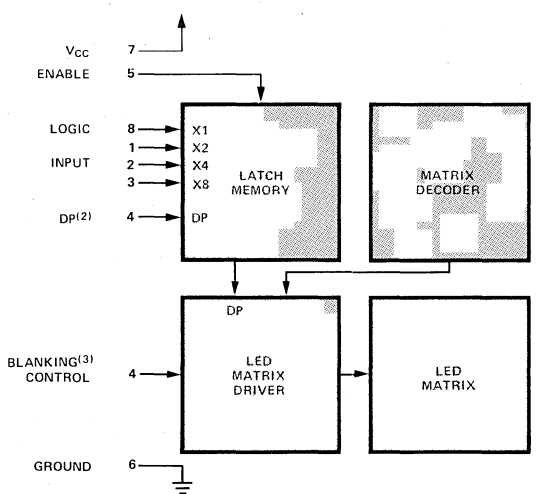 VCC 7
ENABLE 5
LOGIC 8 X1
1 X2
INPUT 2 X4
3 X8
DP(2) 4 DP
LATCH
MEMORY
MATRIX
DECODER
DP
BLANKING(3)
CONTROL 4
LED
MATRIX
DRIVER
LED
MATRIX
GROUND 6